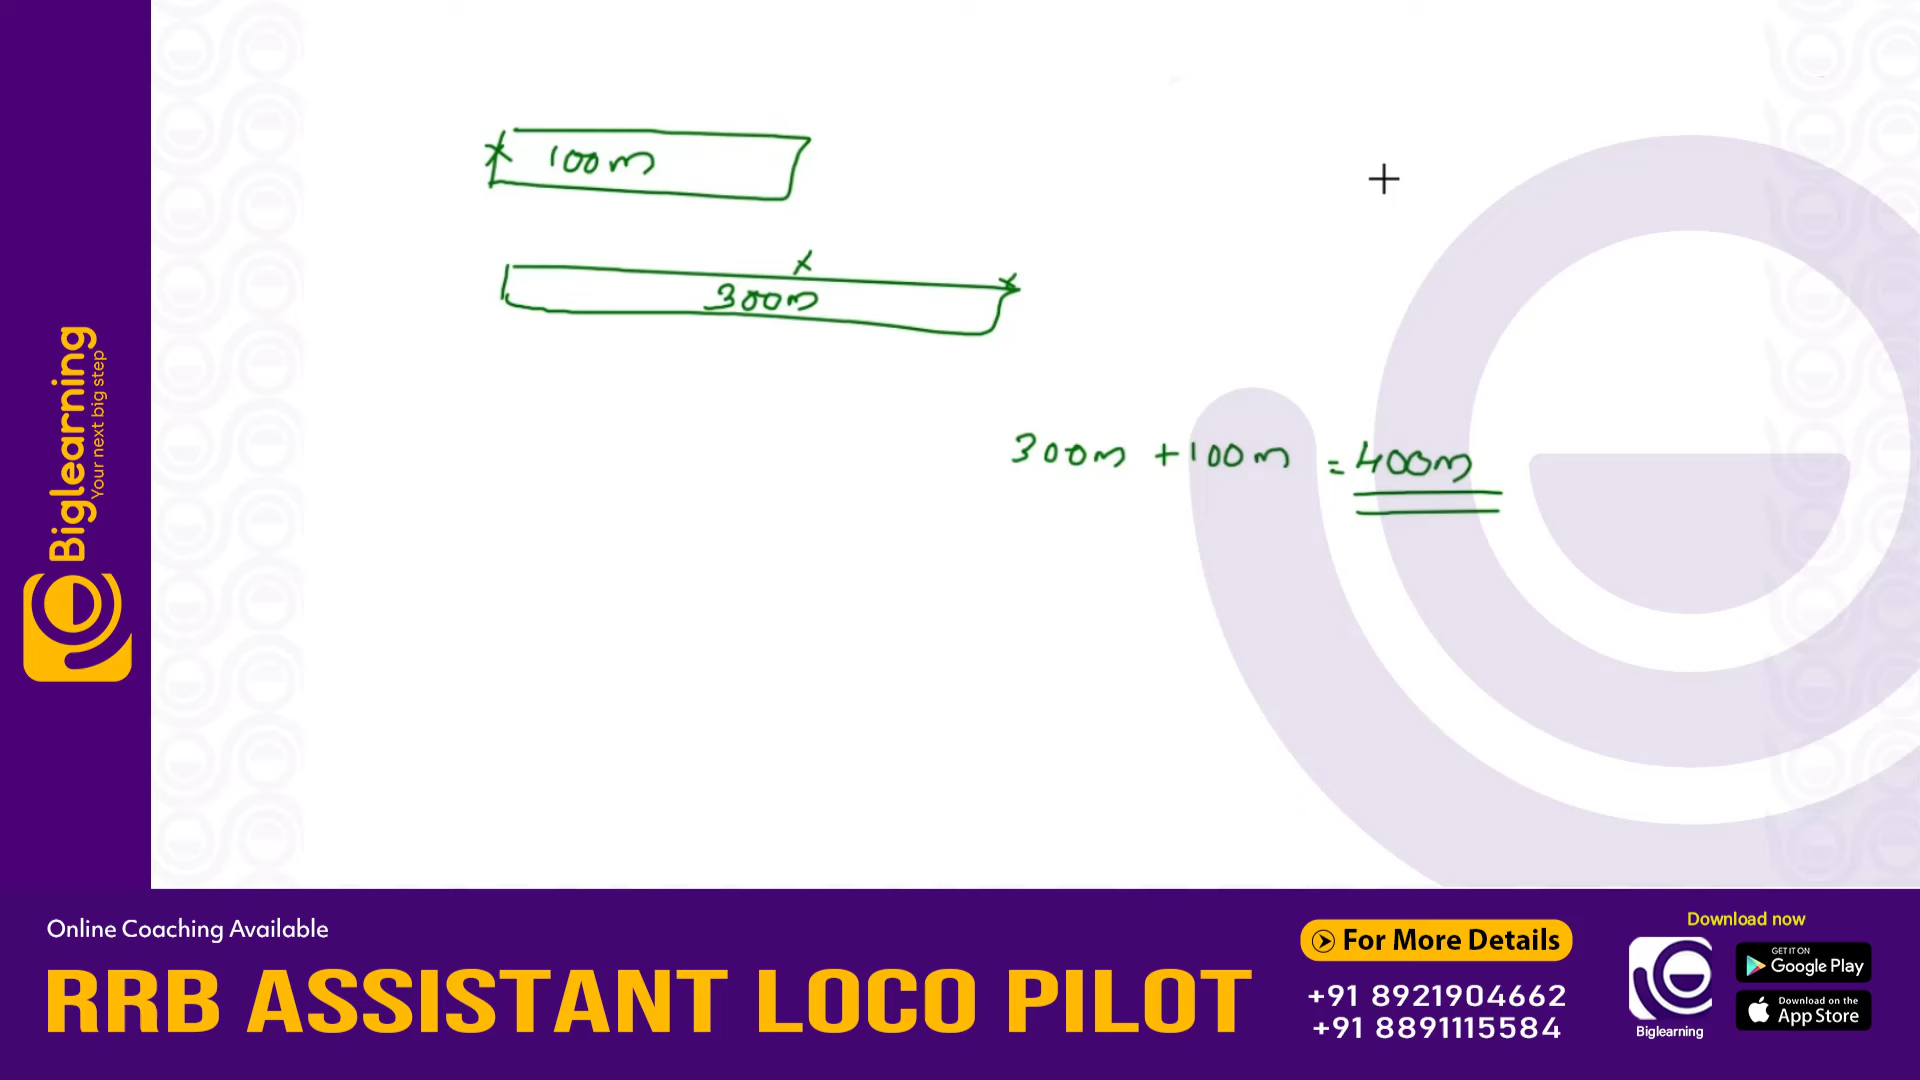 100m
300m
300m + 100m = 400m
Biglearning
Your next big step
Online Coaching Available
RRB ASSISTANT LOCO PILOT
For More Details
+91 8921904662
+91 8891115584
Download now
Biglearning
GET IT ON
Google Play
Download on the
App Store